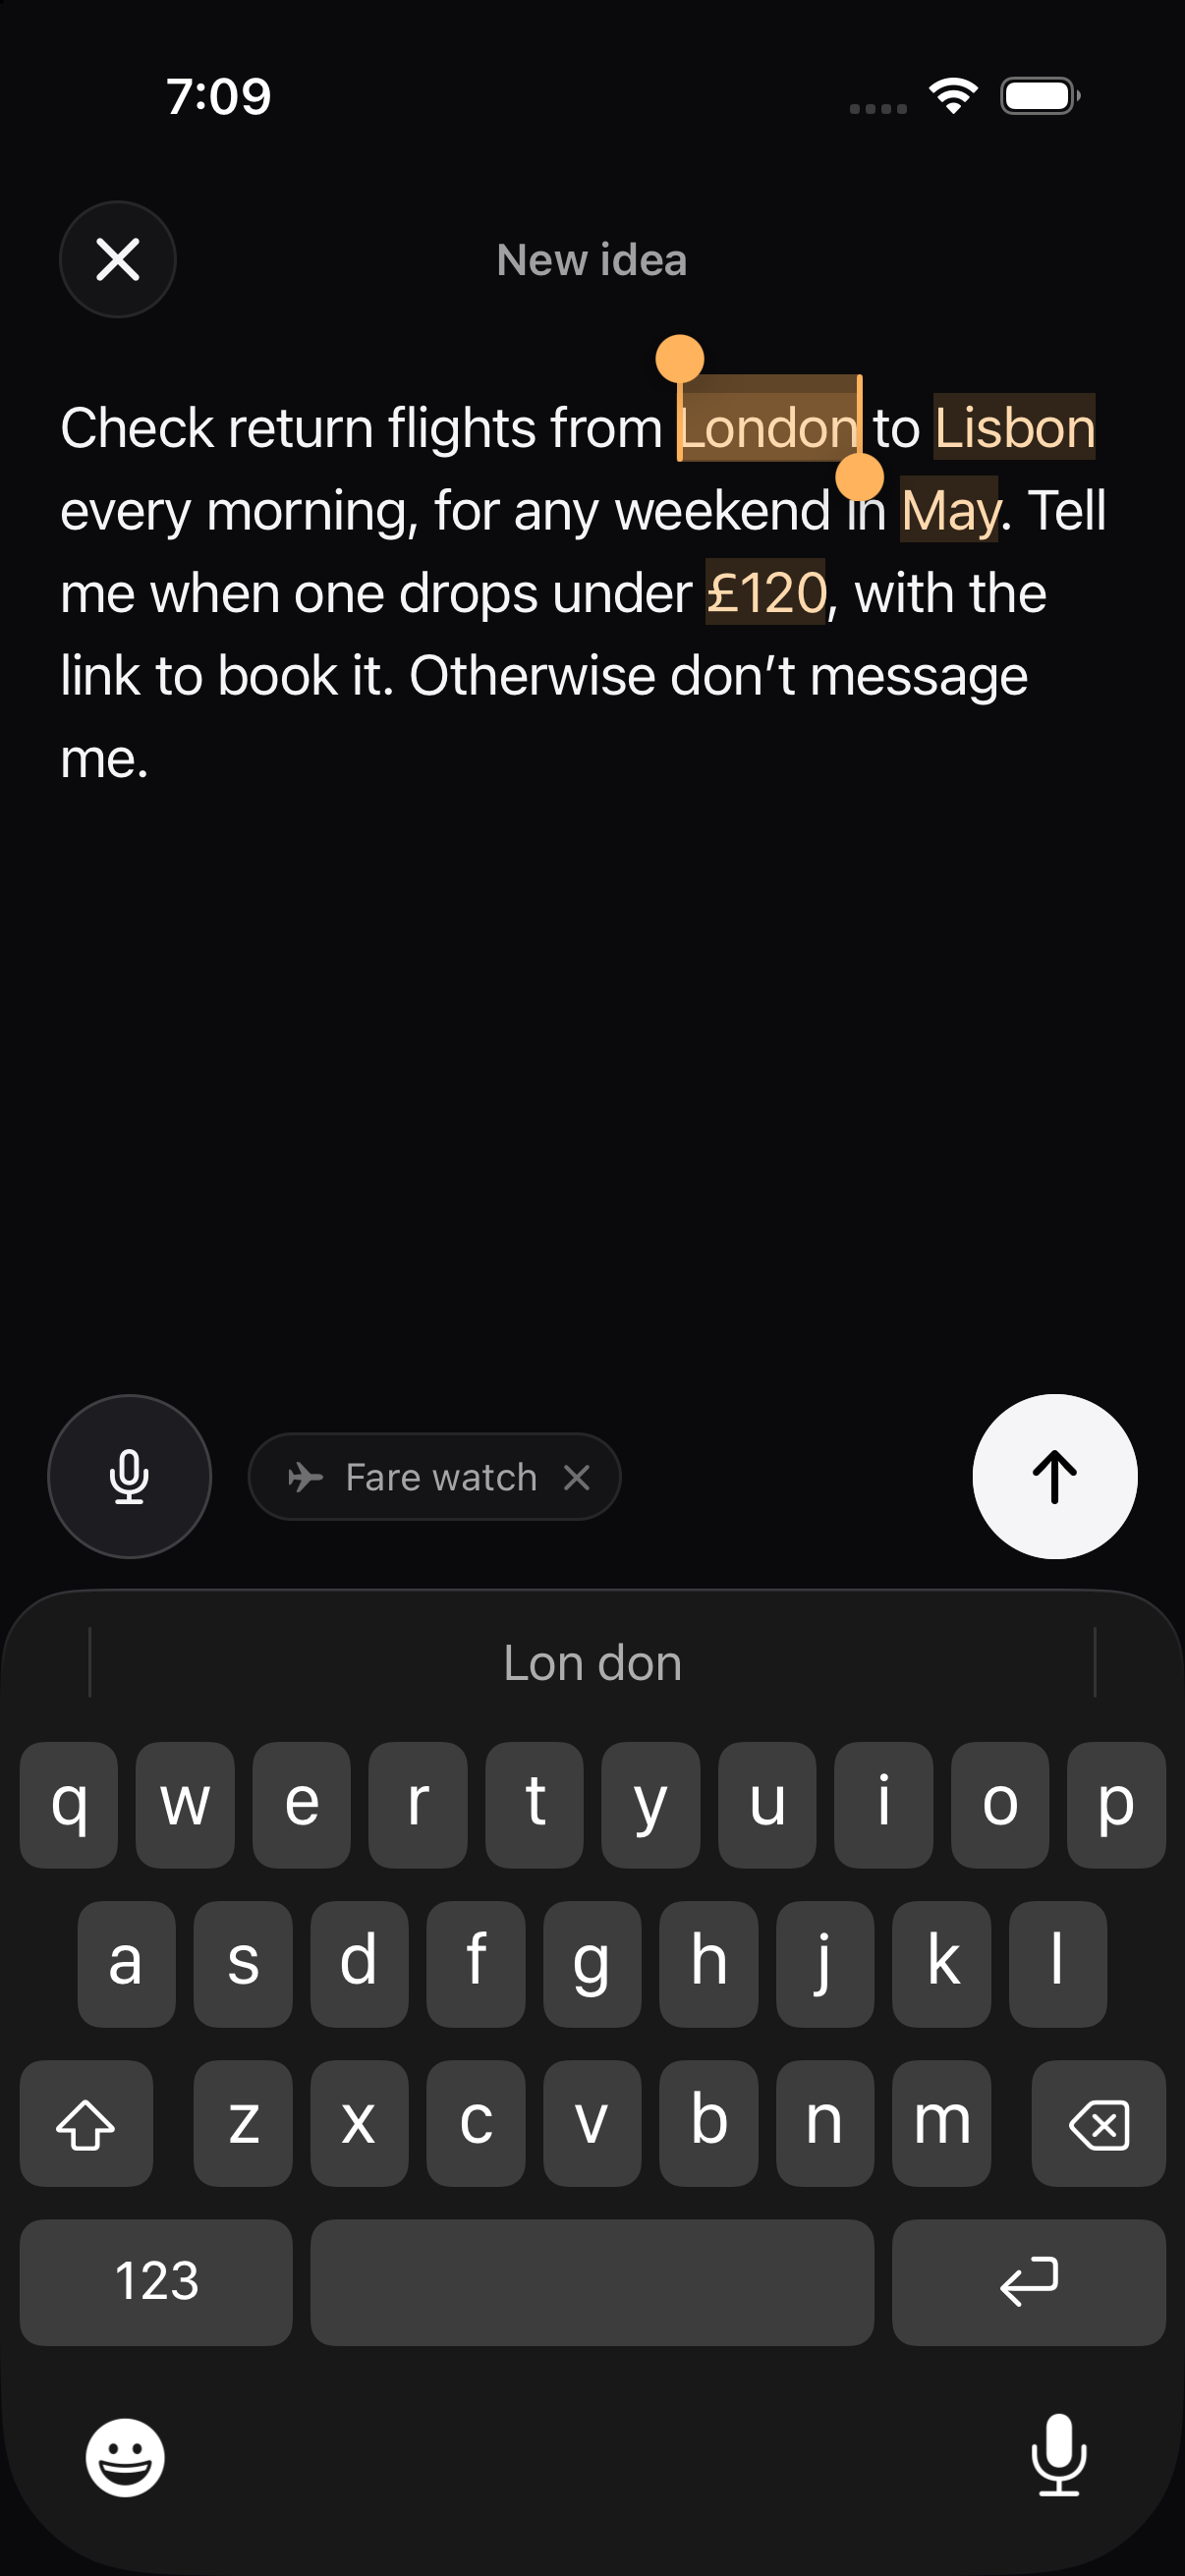 7:09
New idea
Check return flights from London to Lisbon
every morning, for any weekend in May. Tell
me when one drops under £120, with the
link to book it. Otherwise don’t message
me.
Fare watch
Lon don
q w e r t y u i o p
a s d f g h j k l
z x c v b n m
123